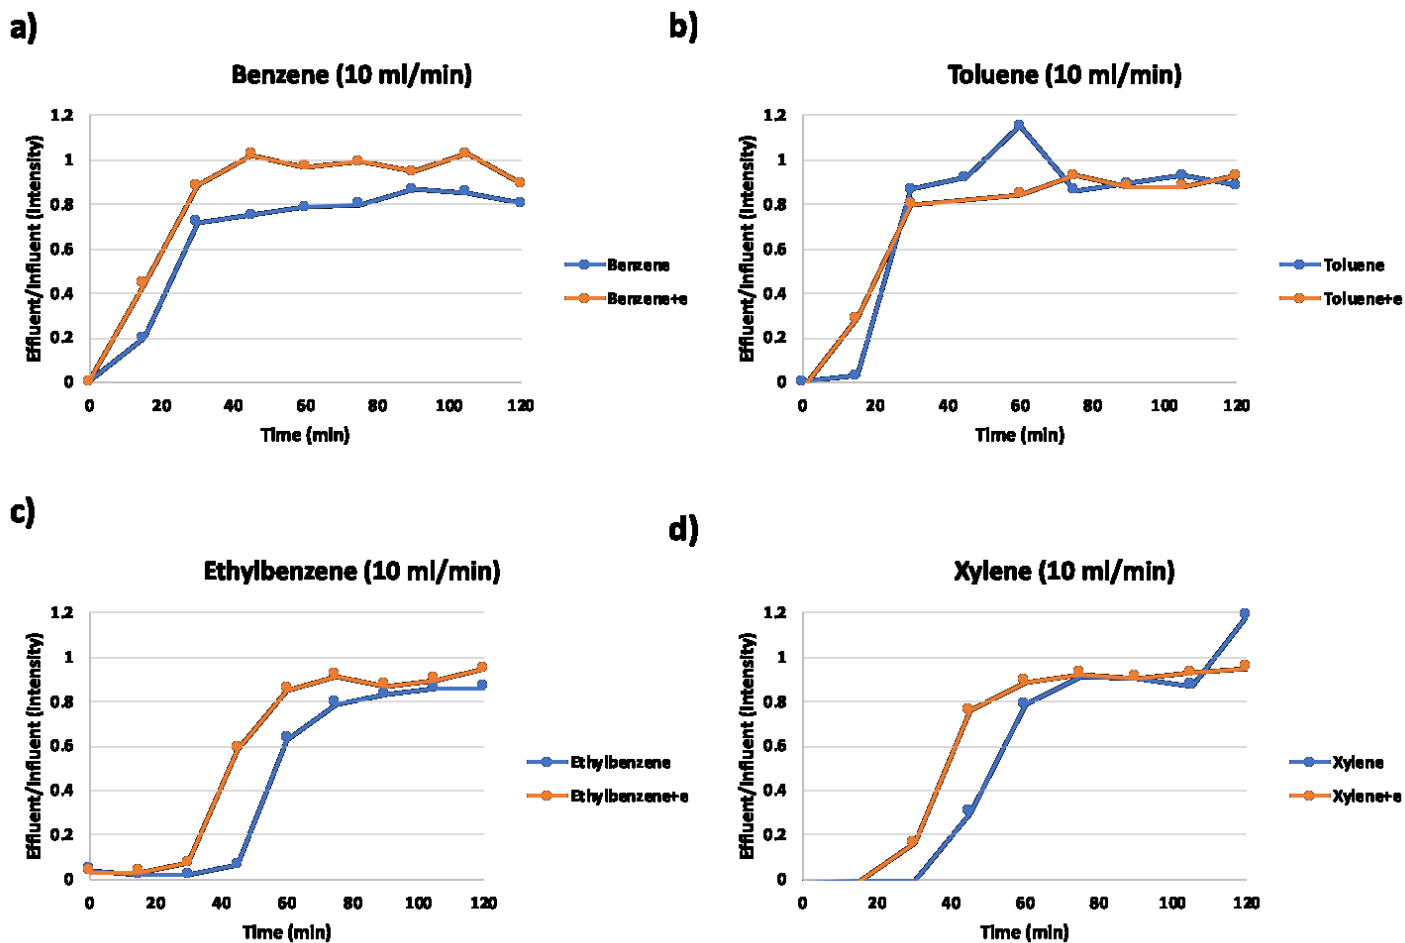 a)
Benzene (10 ml/min)
Effluent/Influent (Intensity)
1.2
1
0.8
0.6
0.4
0.2
0
0 20 40 60 80 100 120
Time (min)
Benzene
Benzene+e
b)
Toluene (10 ml/min)
Effluent/Influent (Intensity)
1.2
1
0.8
0.6
0.4
0.2
0
0 20 40 60 80 100 120
Time (min)
Toluene
Toluene+e
c)
Ethylbenzene (10 ml/min)
Effluent/Influent (Intensity)
1.2
1
0.8
0.6
0.4
0.2
0
0 20 40 60 80 100 120
Time (min)
Ethylbenzene
Ethylbenzene+e
d)
Xylene (10 ml/min)
Effluent/Influent (Intensity)
1.2
1
0.8
0.6
0.4
0.2
0
0 20 40 60 80 100 120
Time (min)
Xylene
Xylene+e